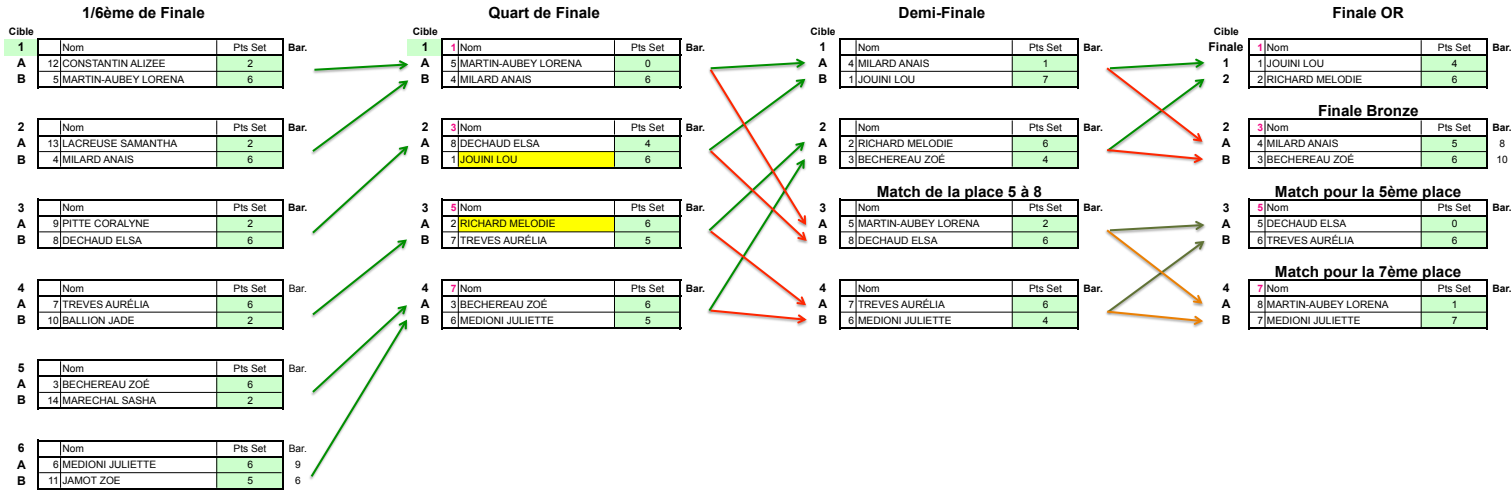 1/6ème de Finale
Cible
1 Nom Pts Set Bar.
A 12 CONSTANTIN ALIZEE 2
B 5 MARTIN-AUBEY LORENA 6
2 Nom Pts Set Bar.
A 13 LACREUSE SAMANTHA 2
B 4 MILARD ANAIS 6
3 Nom Pts Set Bar.
A 9 PITTE CORALYNE 2
B 8 DECHAUD ELSA 6
4 Nom Pts Set Bar.
A 7 TREVES AURÉLIA 6
B 10 BALLION JADE 2
5 Nom Pts Set Bar.
A 3 BECHEREAU ZOÉ 6
B 14 MARECHAL SASHA 2
6 Nom Pts Set Bar.
A 6 MEDIONI JULIETTE 6 9
B 11 JAMOT ZOE 5 6
Quart de Finale
Cible
1 1 Nom Pts Set Bar.
A 5 MARTIN-AUBEY LORENA 0
B 4 MILARD ANAIS 6
2 3 Nom Pts Set Bar.
A 8 DECHAUD ELSA 4
B 1 JOUINI LOU 6
3 5 Nom Pts Set Bar.
A 2 RICHARD MELODIE 6
B 7 TREVES AURÉLIA 5
4 7 Nom Pts Set Bar.
A 3 BECHEREAU ZOÉ 6
B 6 MEDIONI JULIETTE 5
Demi-Finale
Cible
1 Nom Pts Set Bar.
A 4 MILARD ANAIS 1
B 1 JOUINI LOU 7
2 Nom Pts Set Bar.
A 2 RICHARD MELODIE 6
B 3 BECHEREAU ZOÉ 4
Match de la place 5 à 8
3 Nom Pts Set Bar.
A 5 MARTIN-AUBEY LORENA 2
B 8 DECHAUD ELSA 6
4 Nom Pts Set Bar.
A 7 TREVES AURÉLIA 6
B 6 MEDIONI JULIETTE 4
Finale OR
Cible
Finale 1 Nom Pts Set Bar.
1 1 JOUINI LOU 4
2 2 RICHARD MELODIE 6
Finale Bronze
2 3 Nom Pts Set Bar.
A 4 MILARD ANAIS 5 8
B 3 BECHEREAU ZOÉ 6 10
Match pour la 5ème place
3 5 Nom Pts Set Bar.
A 5 DECHAUD ELSA 0
B 6 TREVES AURÉLIA 6
Match pour la 7ème place
4 7 Nom Pts Set Bar.
A 8 MARTIN-AUBEY LORENA 1
B 7 MEDIONI JULIETTE 7